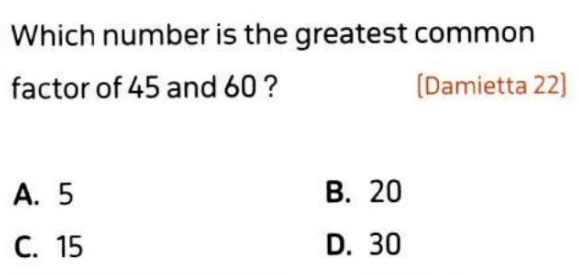 Which number is the greatest common
factor of 45 and 60 ? [Damietta 22]
A. 5 B. 20
C. 15 D. 30